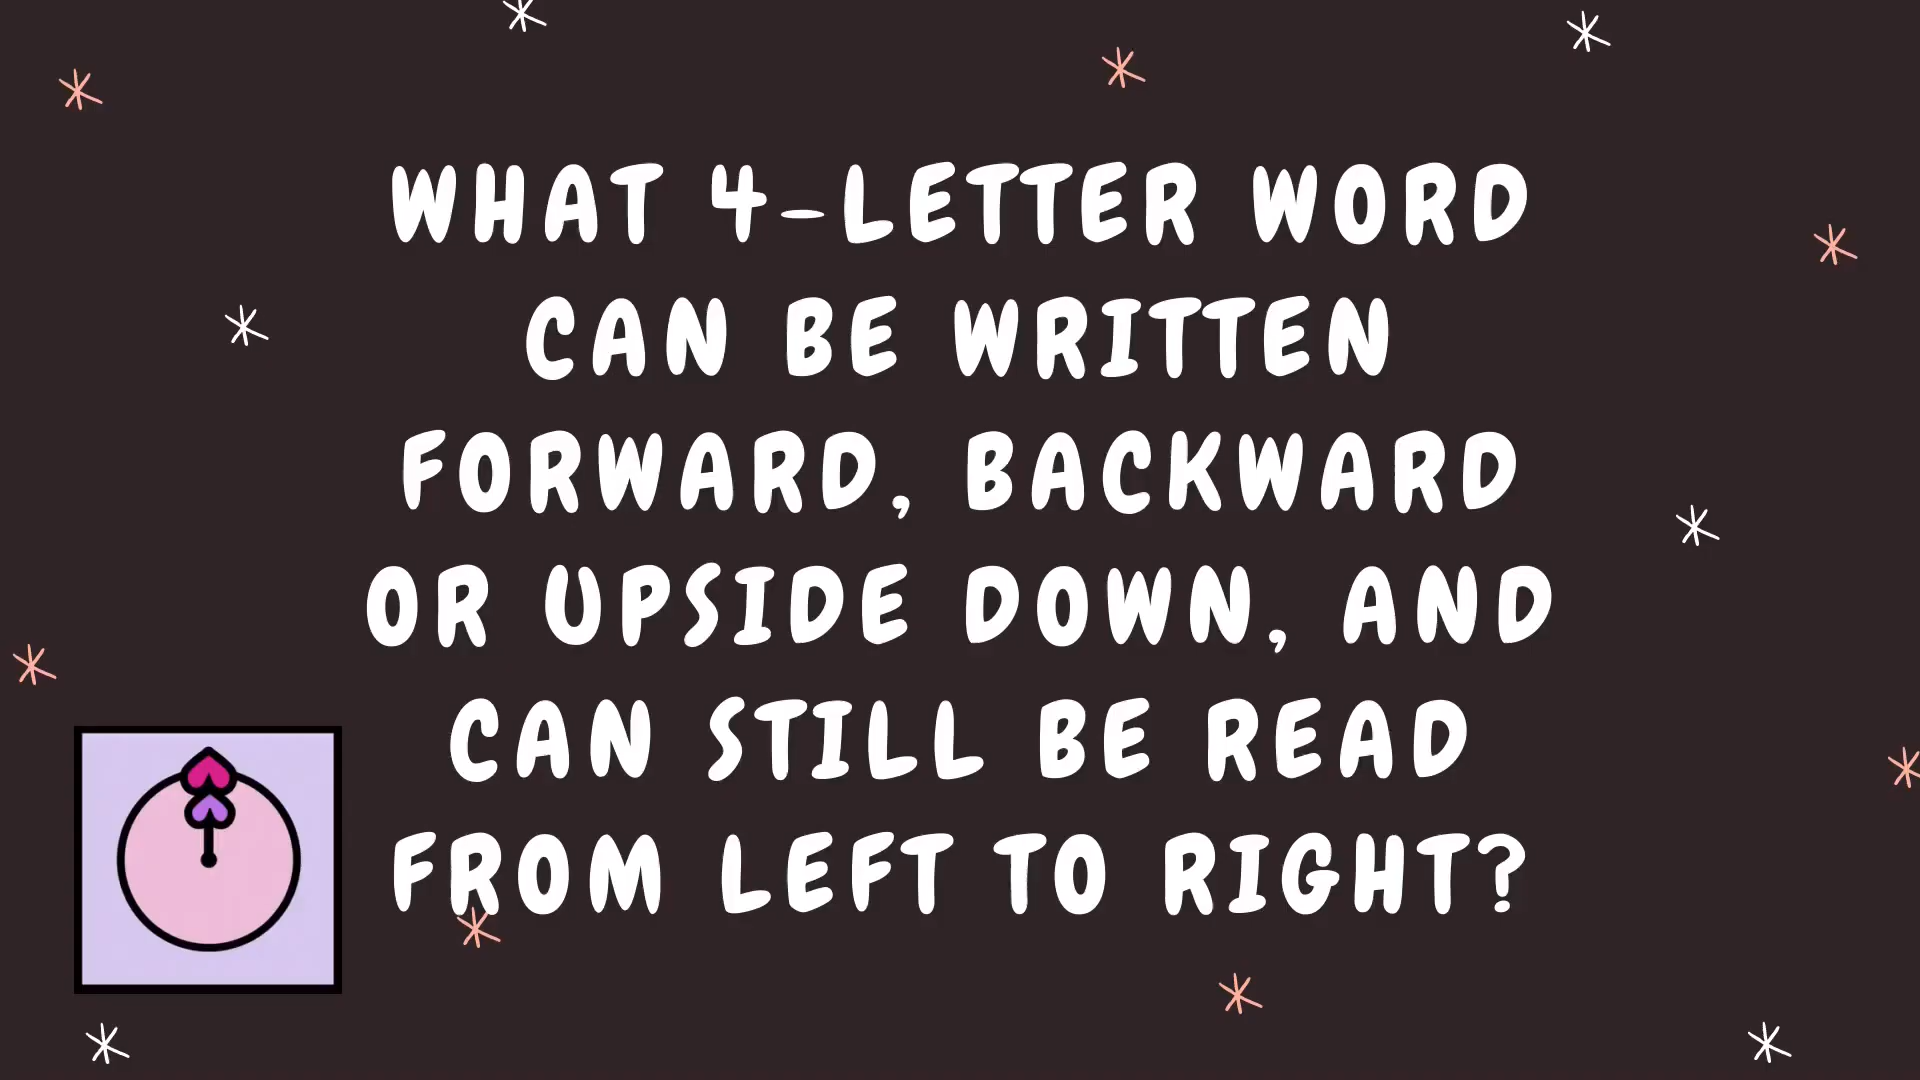 WHAT 4-LETTER WORD
CAN BE WRITTEN
FORWARD, BACKWARD
OR UPSIDE DOWN, AND
CAN STILL BE READ
FROM LEFT TO RIGHT?